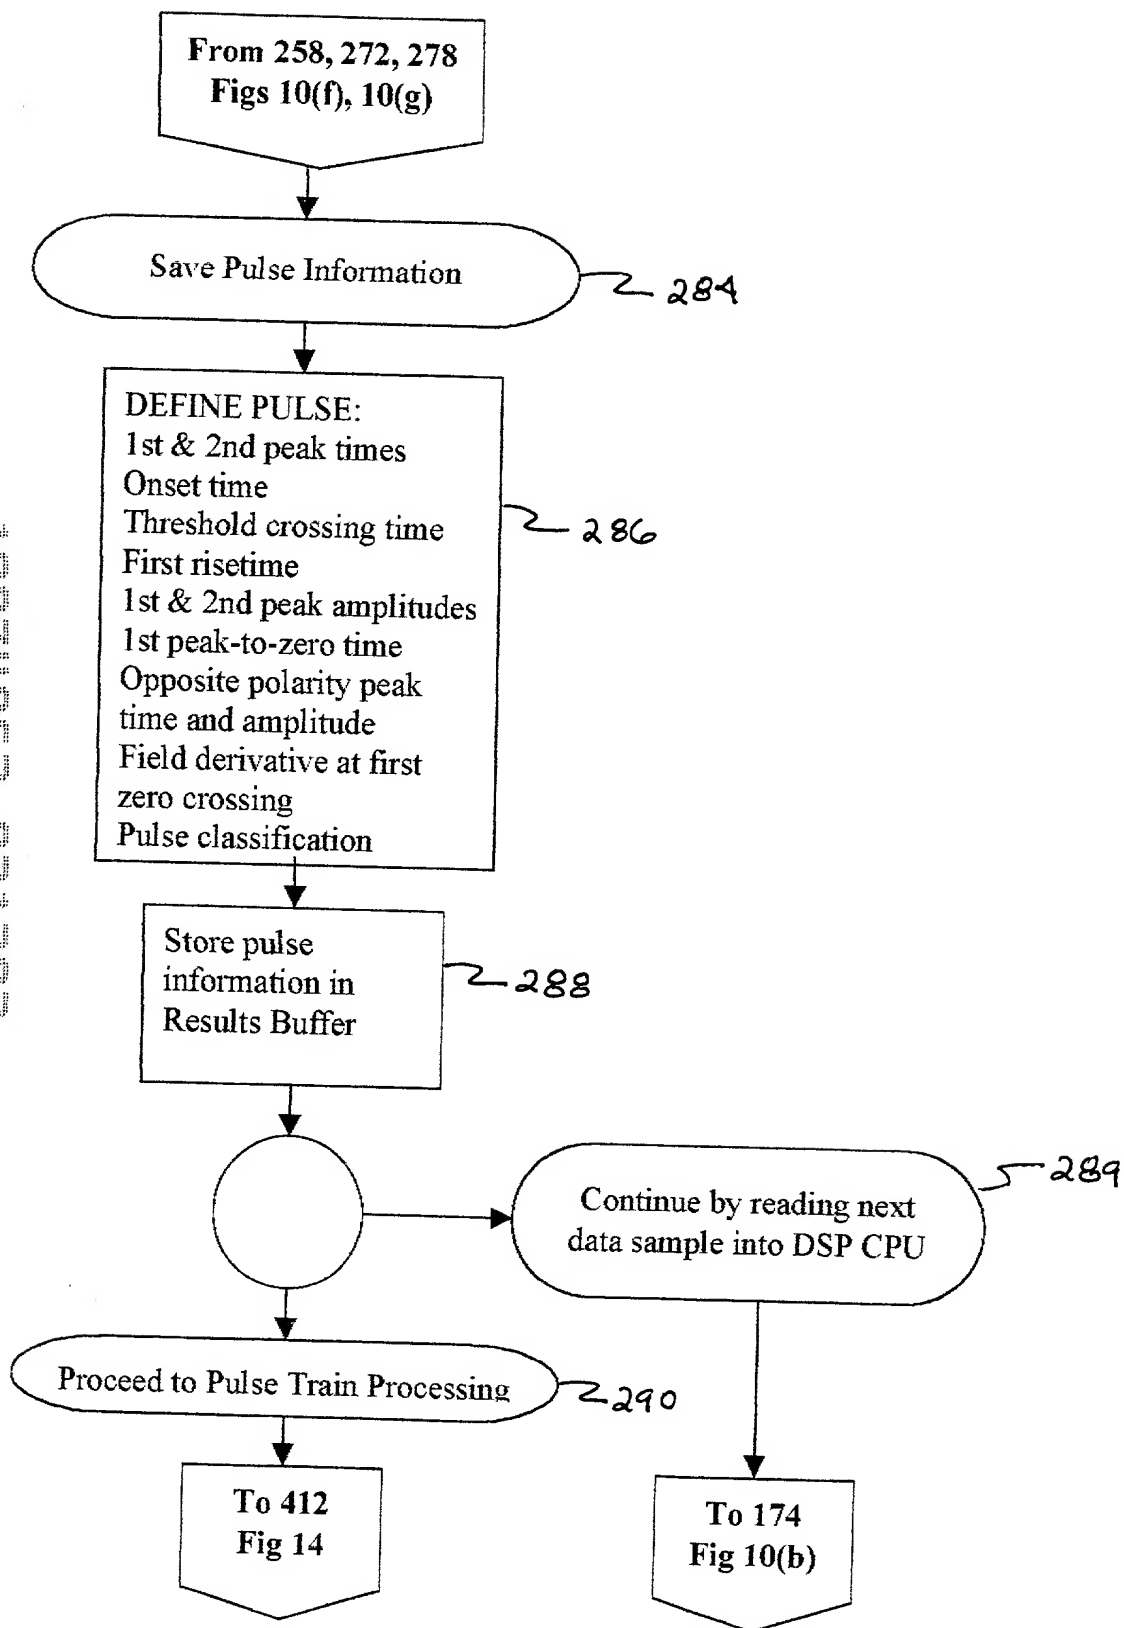 From 258, 272, 278
Figs 10(f), 10(g)
Save Pulse Information
284
DEFINE PULSE:
1st & 2nd peak times
Onset time
Threshold crossing time
First risetime
1st & 2nd peak amplitudes
1st peak-to-zero time
Opposite polarity peak
time and amplitude
Field derivative at first
zero crossing
Pulse classification
286
Store pulse
information in
Results Buffer
288
Continue by reading next
data sample into DSP CPU
289
Proceed to Pulse Train Processing
290
To 412
Fig 14
To 174
Fig 10(b)